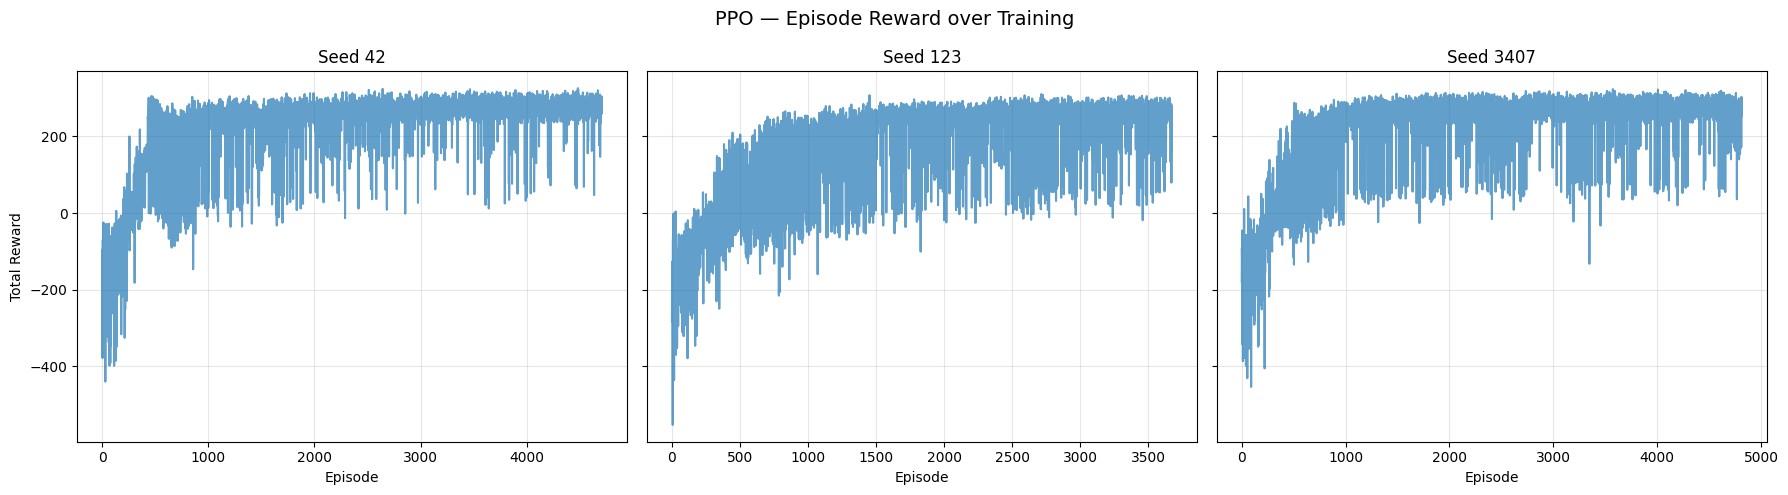 PPO — Episode Reward over Training
Seed 42
Seed 123
Seed 3407
Total Reward
200
0
−200
−400
0 1000 2000 3000 4000
0 500 1000 1500 2000 2500 3000 3500
0 1000 2000 3000 4000 5000
Episode
Episode
Episode